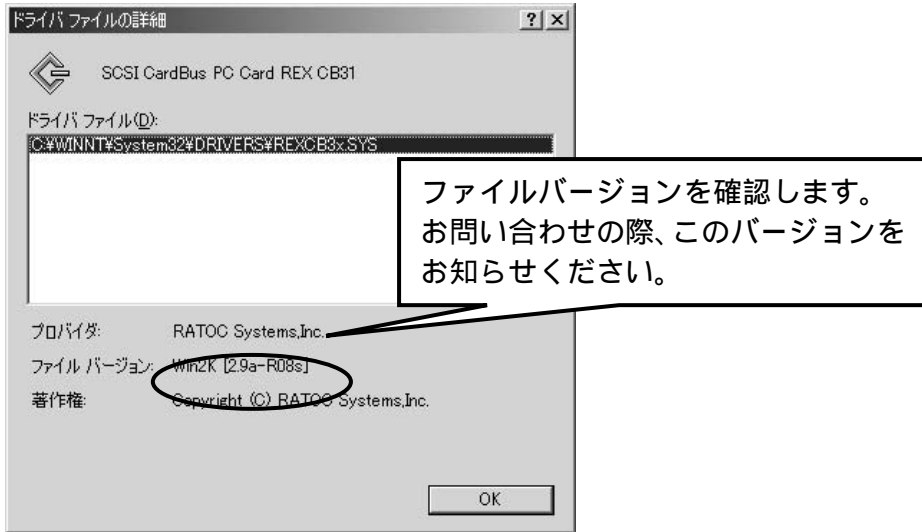 ドライバ ファイルの詳細
SCSI CardBus PC Card REX CB31
ドライバ ファイル(D):
C:¥WINNT¥System32¥DRIVERS¥REXCB3x.SYS
ファイルバージョンを確認します。
お問い合わせの際、このバージョンを
お知らせください。
プロバイダ: RATOC Systems,Inc.
ファイル バージョン: Win2K [2.9a-R08s]
著作権: Copyright (C) RATOC Systems,Inc.
OK